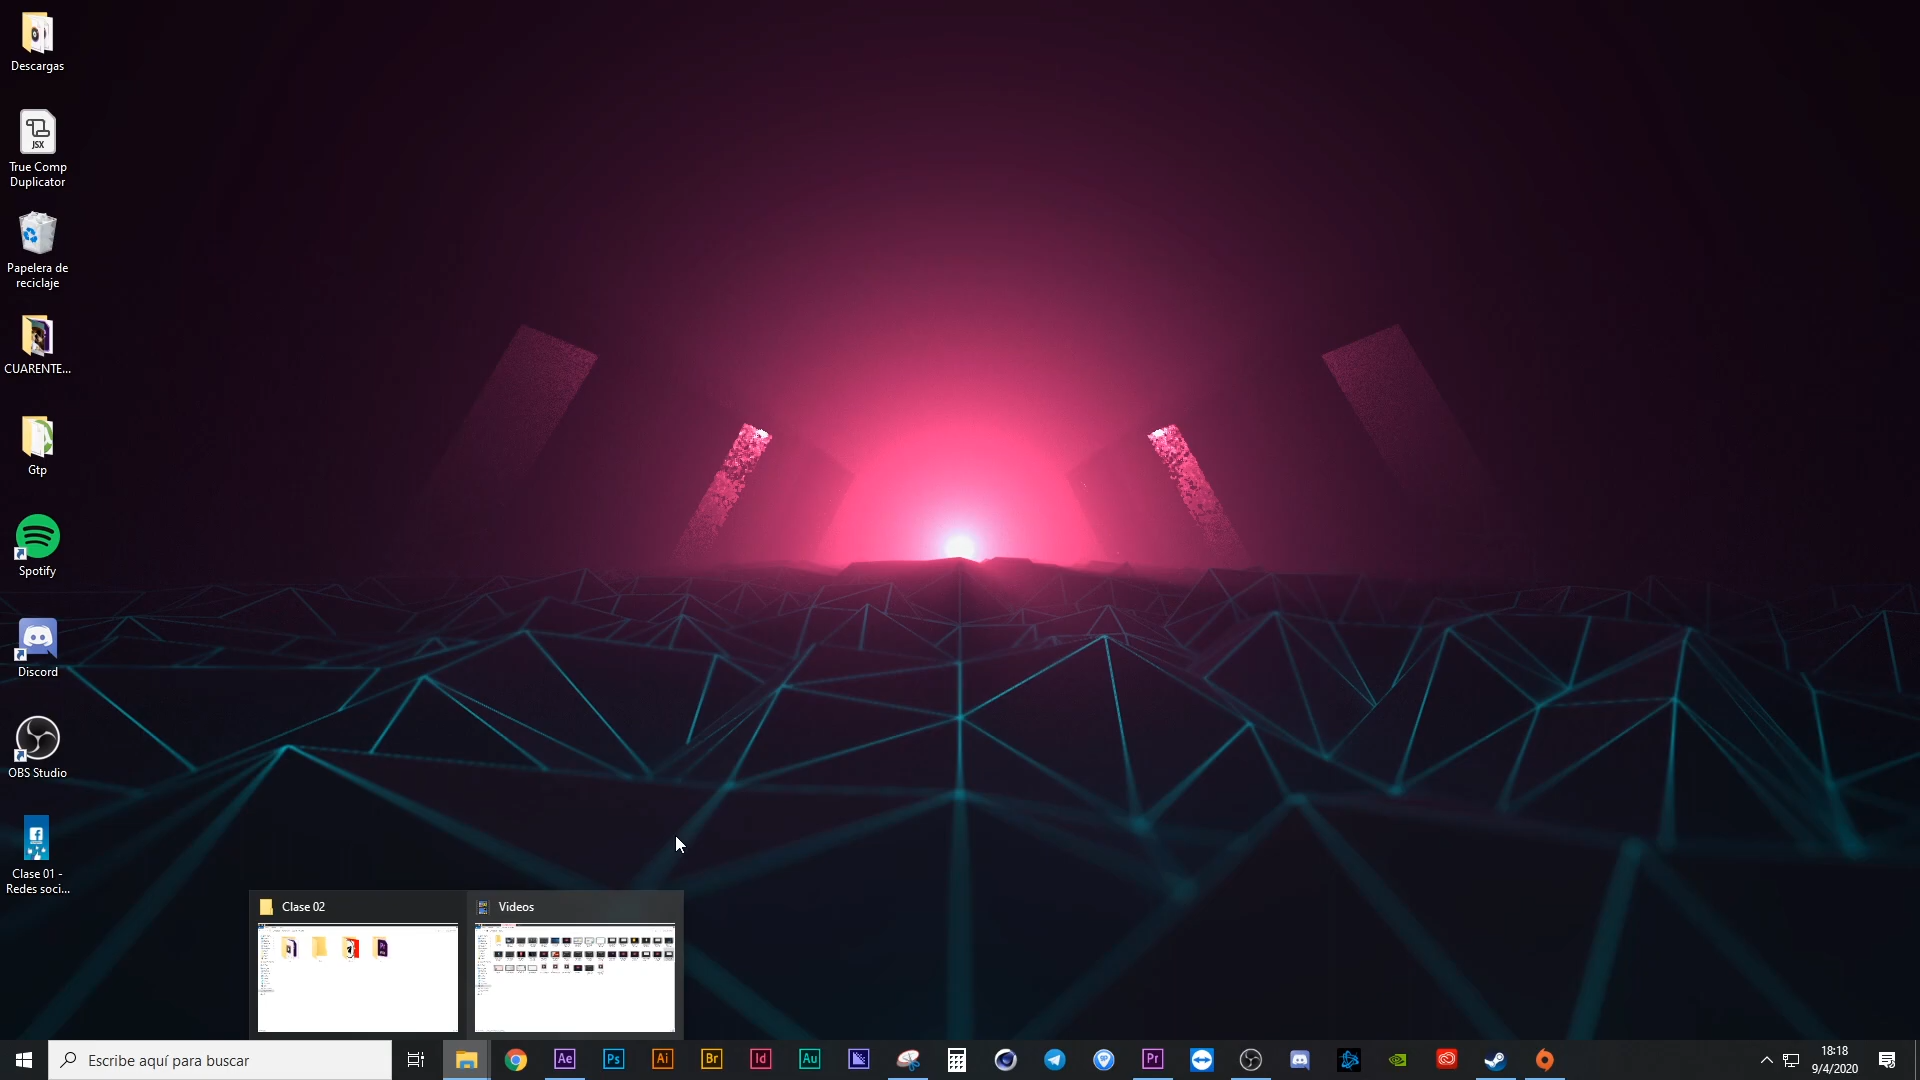 Descargas
JSX
True Comp
Duplicator
Papelera de
reciclaje
CUARENTE...
Gtp
Spotify
Discord
OBS Studio
Clase 01 -
Redes soci...
Clase 02
Videos
Escribe aquí para buscar
Ae
Ps
Ai
Br
Id
Au
Pr
18:18
9/4/2020